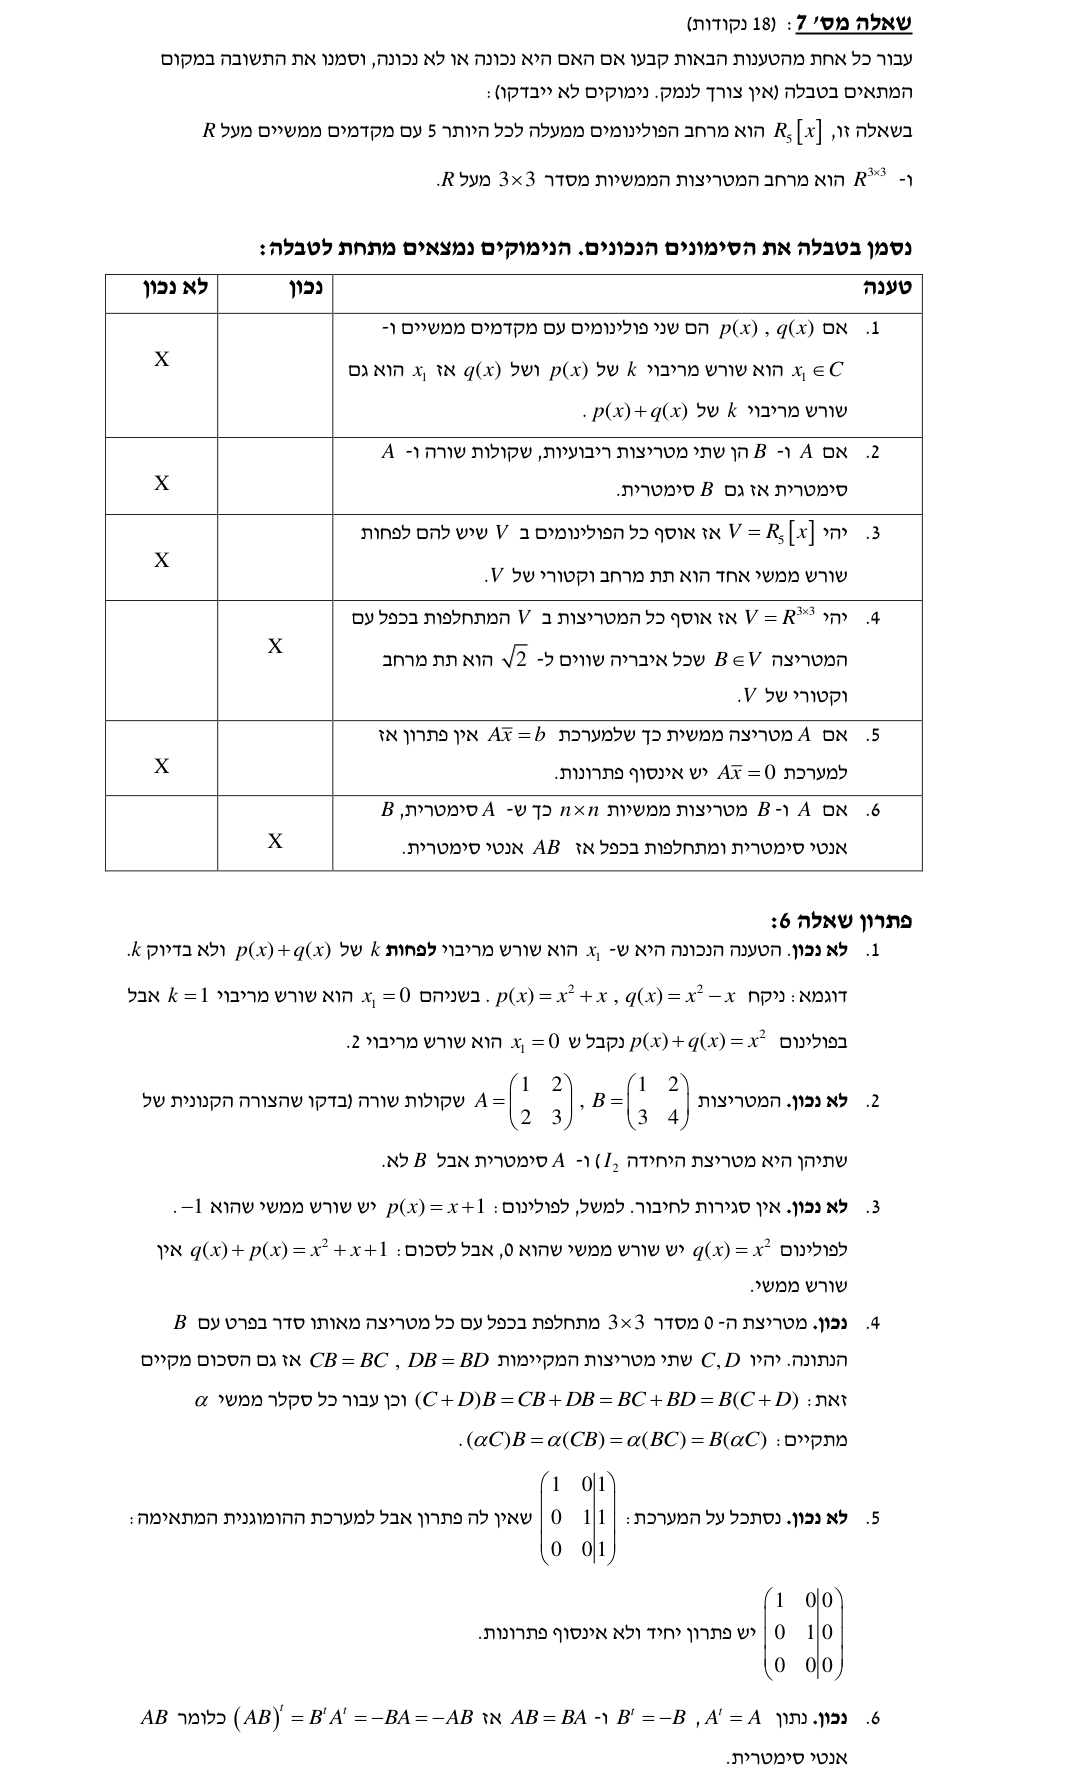 שאלה מס׳ 7 : (18 נקודות)
עבור כל אחת מהטענות הבאות קבעו אם האם היא נכונה או לא נכונה, וסמנו את התשובה במקום
המתאים בטבלה (אין צורך לנמק. נימוקים לא ייבדקו):
בשאלה זו, R₅[x] הוא מרחב הפולינומים ממעלה לכל היותר 5 עם מקדמים ממשיים מעל R
ו- R³ˣ³ הוא מרחב המטריצות הממשיות מסדר 3×3 מעל R.
נסמן בטבלה את הסימונים הנכונים. הנימוקים נמצאים מתחת לטבלה:
טענה נכון לא נכון
1. אם p(x) , q(x) הם שני פולינומים עם מקדמים ממשיים ו-
x₁ ∈ C הוא שורש מריבוי k של p(x) ושל q(x) אז x₁ הוא גם
שורש מריבוי k של p(x)+q(x) .
X
2. אם A ו- B הן שתי מטריצות ריבועיות, שקולות שורה ו- A
סימטרית אז גם B סימטרית.
X
3. יהי V = R₅[x] אז אוסף כל הפולינומים ב V שיש להם לפחות
שורש ממשי אחד הוא תת מרחב וקטורי של V.
X
4. יהי V = R³ˣ³ אז אוסף כל המטריצות ב V המתחלפות בכפל עם
המטריצה B ∈ V שכל איבריה שווים ל- √2 הוא תת מרחב
וקטורי של V.
X
5. אם A מטריצה ממשית כך שלמערכת Ax̅ = b אין פתרון אז
למערכת Ax̅ = 0 יש אינסוף פתרונות.
X
6. אם A ו- B מטריצות ממשיות n×n כך ש- A סימטרית, B
אנטי סימטרית ומתחלפות בכפל אז AB אנטי סימטרית.
X
פתרון שאלה 6:
1. לא נכון. הטענה הנכונה היא ש- x₁ הוא שורש מריבוי לפחות k של p(x)+q(x) ולא בדיוק k.
דוגמא: ניקח p(x) = x² + x , q(x) = x² − x . בשניהם x₁ = 0 הוא שורש מריבוי k = 1 אבל
בפולינום p(x)+q(x) = x² נקבל ש x₁ = 0 הוא שורש מריבוי 2.
2. לא נכון. המטריצות A = (1 2; 2 3) , B = (1 2; 3 4) שקולות שורה (בדקו שהצורה הקנונית של
שתיהן היא מטריצת היחידה I₂) ו- A סימטרית אבל B לא.
3. לא נכון. אין סגירות לחיבור. למשל, לפולינום: p(x) = x+1 יש שורש ממשי שהוא −1 .
לפולינום q(x) = x² יש שורש ממשי שהוא 0, אבל לסכום: q(x)+ p(x) = x² + x+1 אין
שורש ממשי.
4. נכון. מטריצת ה- 0 מסדר 3×3 מתחלפת בכפל עם כל מטריצה מאותו סדר בפרט עם B
הנתונה. יהיו C, D שתי מטריצות המקיימות CB = BC , DB = BD אז גם הסכום מקיים
זאת: (C + D)B = CB + DB = BC + BD = B(C + D) וכן עבור כל סקלר ממשי α
מתקיים: (αC)B = α(CB) = α(BC) = B(αC) .
5. לא נכון. נסתכל על המערכת: (1 0|1; 0 1|1; 0 0|1) שאין לה פתרון אבל למערכת ההומוגנית המתאימה:
(1 0|0; 0 1|0; 0 0|0) יש פתרון יחיד ולא אינסוף פתרונות.
6. נכון. נתון Bᵗ = −B , Aᵗ = A ו- AB = BA אז (AB)ᵗ = BᵗAᵗ = −BA = −AB כלומר AB
אנטי סימטרית.